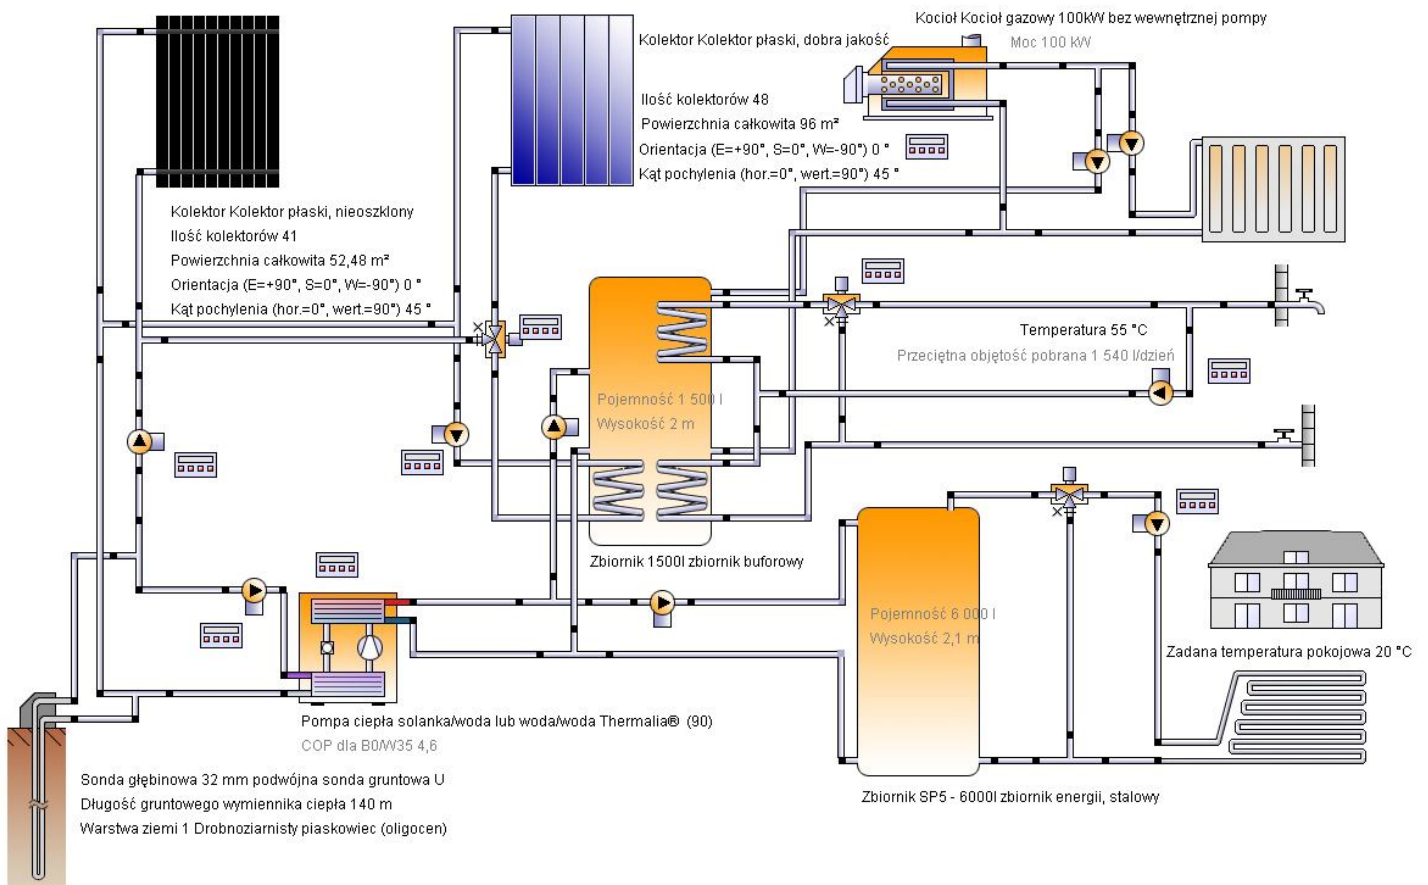 Kocioł Kocioł gazowy 100kW bez wewnętrznej pompy
Moc 100 kW
Kolektor Kolektor płaski, dobra jakość
Ilość kolektorów 48
Powierzchnia całkowita 96 m²
Orientacja (E=+90°, S=0°, W=-90°) 0 °
Kąt pochylenia (hor.=0°, wert.=90°) 45 °
Kolektor Kolektor płaski, nieoszklony
Ilość kolektorów 41
Powierzchnia całkowita 52,48 m²
Orientacja (E=+90°, S=0°, W=-90°) 0 °
Kąt pochylenia (hor.=0°, wert.=90°) 45 °
Temperatura 55 °C
Przeciętna objętość pobrana 1 540 l/dzień
Pojemność 1 500 l
Wysokość 2 m
Zbiornik 1500l zbiornik buforowy
Pojemność 6 000 l
Wysokość 2,1 m
Zadana temperatura pokojowa 20 °C
Pompa ciepła solanka/woda lub woda/woda Thermalia® (90)
COP dla B0/W35 4,6
Sonda głębinowa 32 mm podwójna sonda gruntowa U
Długość gruntowego wymiennika ciepła 140 m
Warstwa ziemi 1 Drobnoziarnisty piaskowiec (oligocen)
Zbiornik SP5 - 6000l zbiornik energii, stalowy